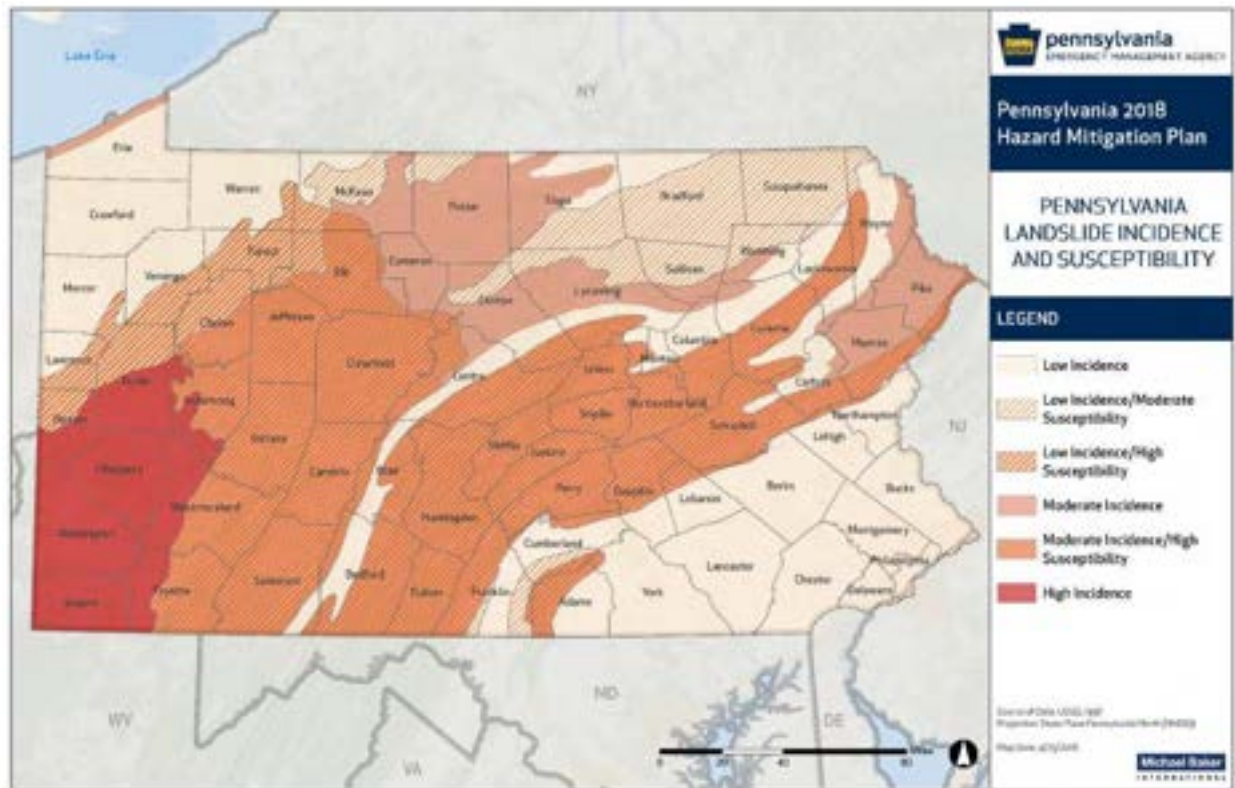 Lake Erie
NY
Erie
Warren
McKean
Potter
Tioga
Bradford
Susquehanna
Crawford
Wayne
Forest
Wyoming
Venango
Elk
Cameron
Sullivan
Lackawanna
Mercer
Clinton
Lycoming
Pike
Clarion
Jefferson
Luzerne
Lawrence
Clearfield
Columbia
Monroe
Centre
Union
Butler
Carbon
Armstrong
Northumberland
Beaver
Snyder
Northampton
Indiana
Schuylkill
Mifflin
Lehigh
NJ
Juniata
Allegheny
Cambria
Blair
Perry
Dauphin
Berks
Bucks
Lebanon
Westmoreland
Huntingdon
Washington
Montgomery
Cumberland
Philadelphia
Lancaster
Chester
Somerset
Bedford
Fulton
Franklin
Adams
York
Delaware
Fayette
Greene
WV
MD
DE
VA
0 20 40 80
Miles
pennsylvania
EMERGENCY MANAGEMENT AGENCY
Pennsylvania 2018
Hazard Mitigation Plan
PENNSYLVANIA
LANDSLIDE INCIDENCE
AND SUSCEPTIBILITY
LEGEND
Low Incidence
Low Incidence/Moderate
Susceptibility
Low Incidence/High
Susceptibility
Moderate Incidence
Moderate Incidence/High
Susceptibility
High Incidence
Michael Baker
INTERNATIONAL